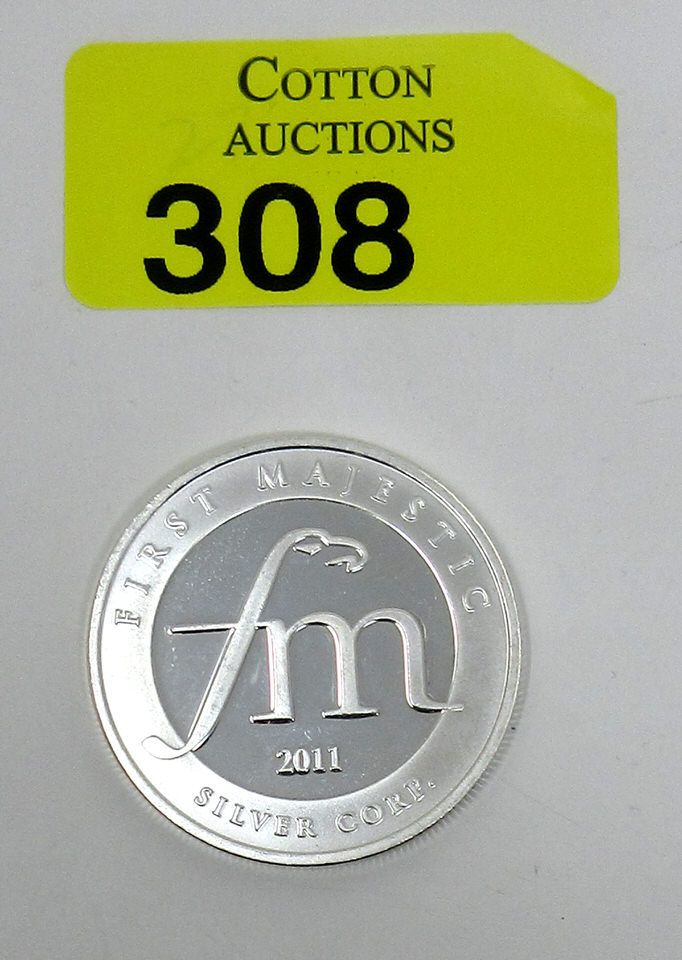 COTTON
AUCTIONS
308
FIRST MAJESTIC
fm
2011
SILVER CORP.